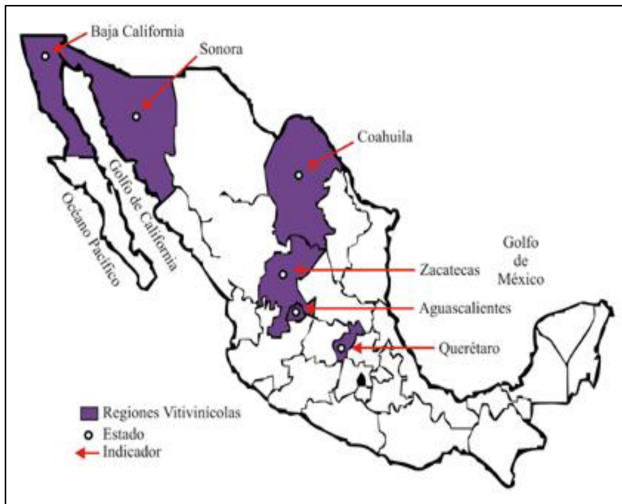 Baja California
Sonora
Coahuila
Golfo de California
Océano Pacífico
Golfo
de
México
Zacatecas
Aguascalientes
Querétaro
Regiones Vitivinícolas
Estado
Indicador